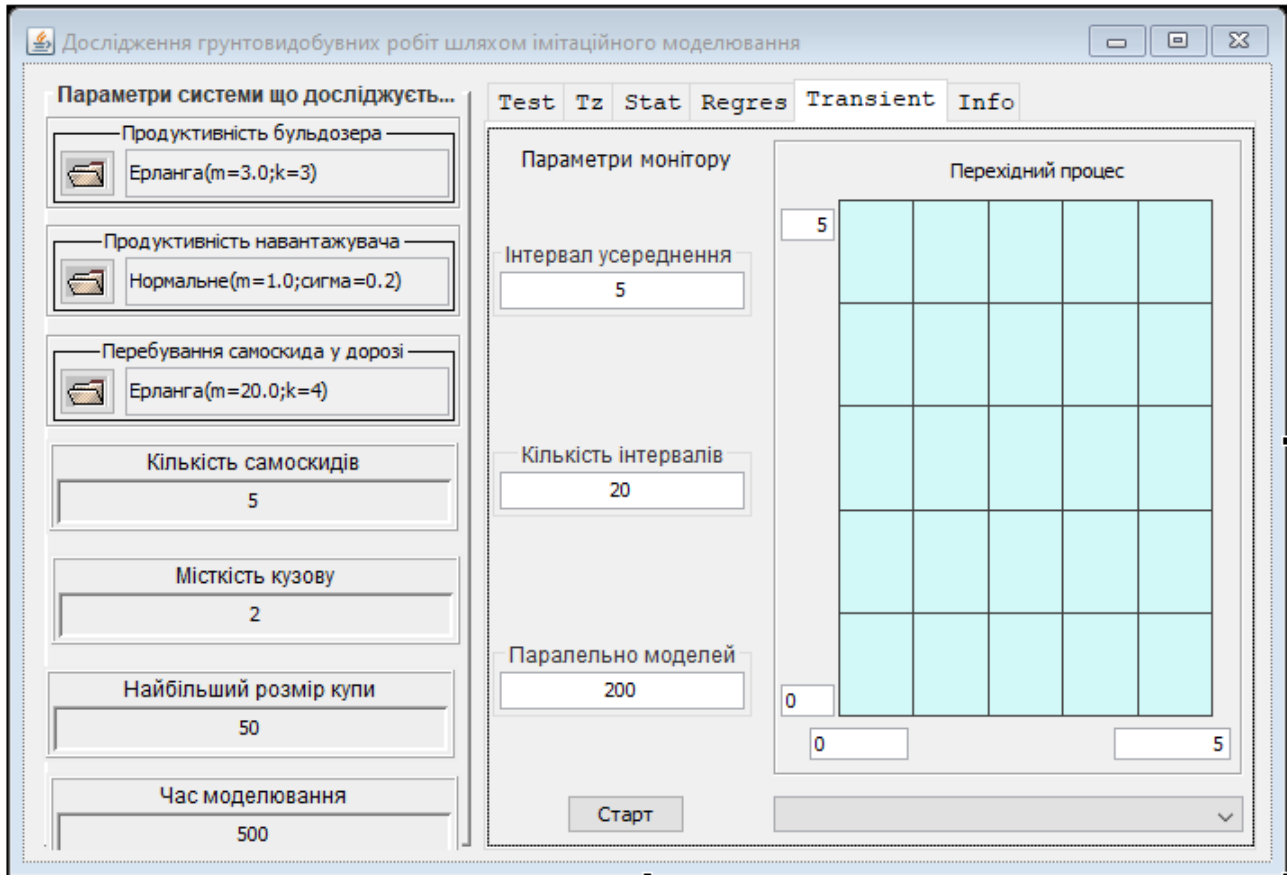 Дослідження грунтовидобувних робіт шляхом імітаційного моделювання
Параметри системи що досліджуєть...
Продуктивність бульдозера
Ерланга(m=3.0;k=3)
Продуктивність навантажувача
Нормальне(m=1.0;сигма=0.2)
Перебування самоскида у дорозі
Ерланга(m=20.0;k=4)
Кількість самоскидів
5
Місткість кузову
2
Найбільший розмір купи
50
Час моделювання
500
Test Tz Stat Regres Transient Info
Параметри монітору
Інтервал усереднення
5
Кількість інтервалів
20
Паралельно моделей
200
Старт
Перехідний процес
5
0
0 5